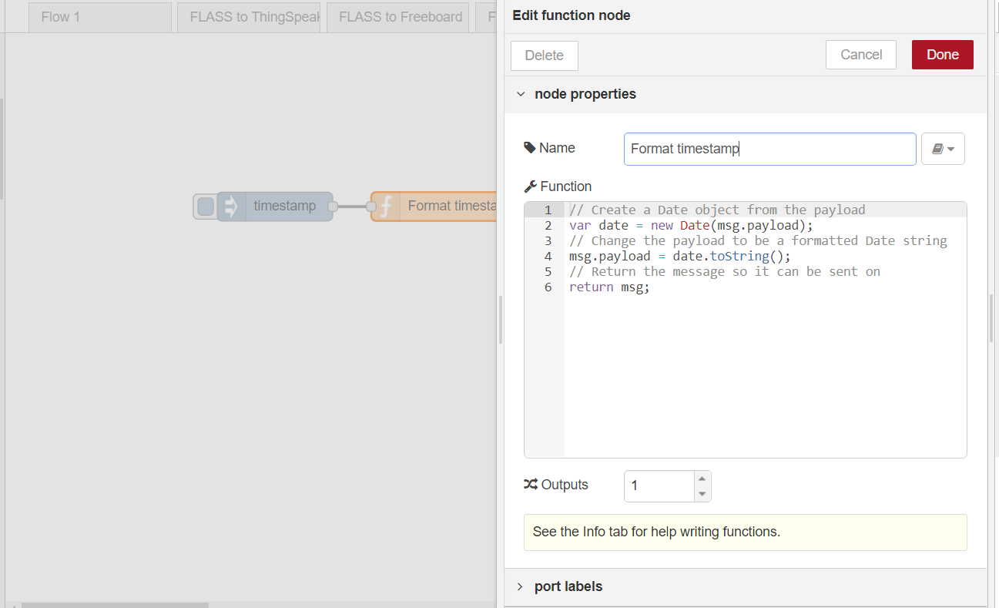 Flow 1
FLASS to ThingSpeak
FLASS to Freeboard
F
Edit function node
Delete
Cancel
Done
node properties
Name
Format timestamp
timestamp
Format timesta
Function
1 // Create a Date object from the payload
2 var date = new Date(msg.payload);
3 // Change the payload to be a formatted Date string
4 msg.payload = date.toString();
5 // Return the message so it can be sent on
6 return msg;
Outputs
1
See the Info tab for help writing functions.
port labels